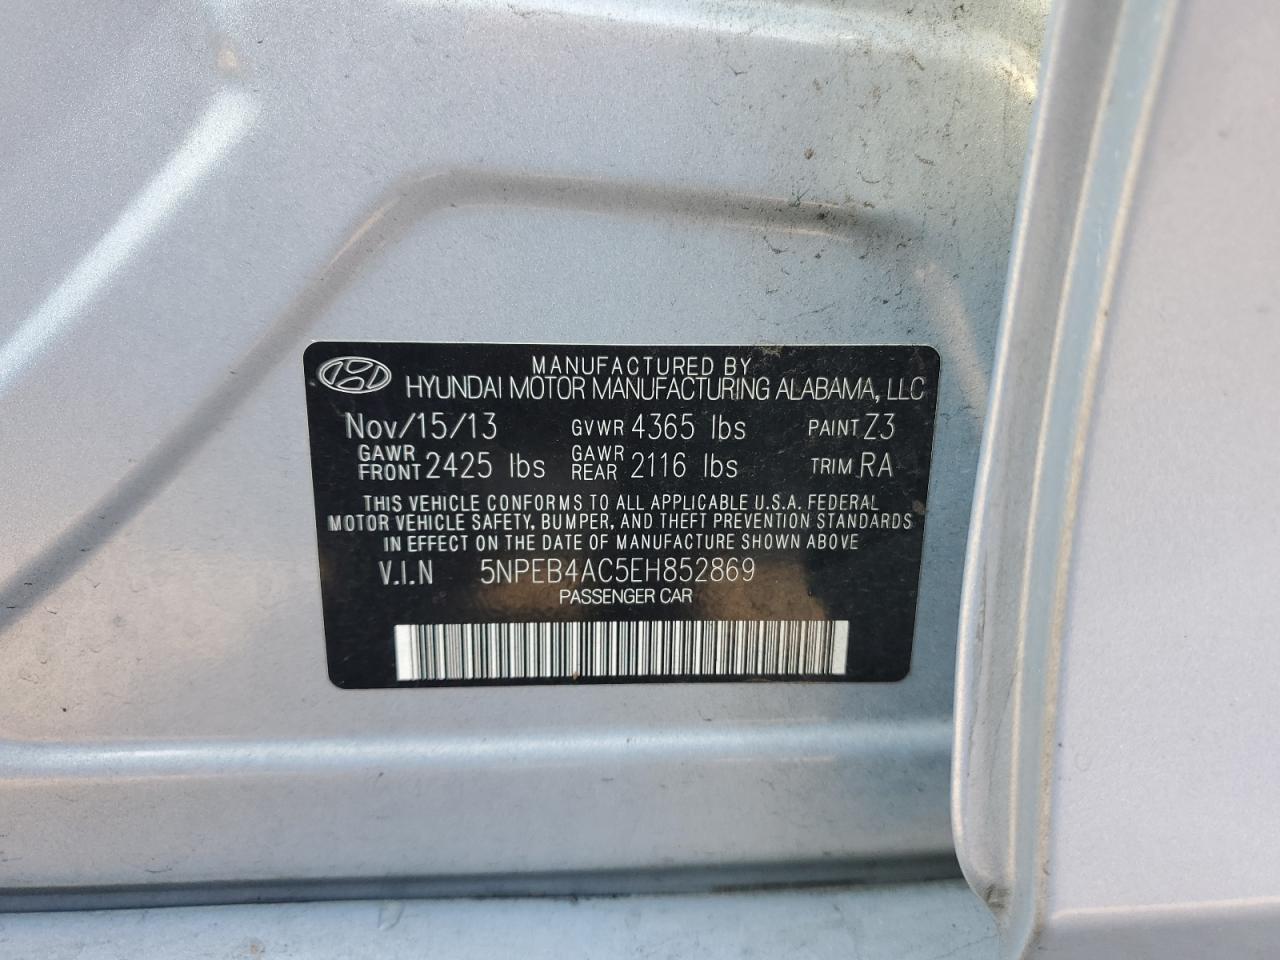 MANUFACTURED BY
HYUNDAI MOTOR MANUFACTURING ALABAMA, LLC
Nov/15/13 GVWR 4365 lbs PAINT Z3
GAWR FRONT 2425 lbs GAWR REAR 2116 lbs TRIM RA
THIS VEHICLE CONFORMS TO ALL APPLICABLE U.S.A. FEDERAL
MOTOR VEHICLE SAFETY, BUMPER, AND THEFT PREVENTION STANDARDS
IN EFFECT ON THE DATE OF MANUFACTURE SHOWN ABOVE
V.I.N 5NPEB4AC5EH852869
PASSENGER CAR